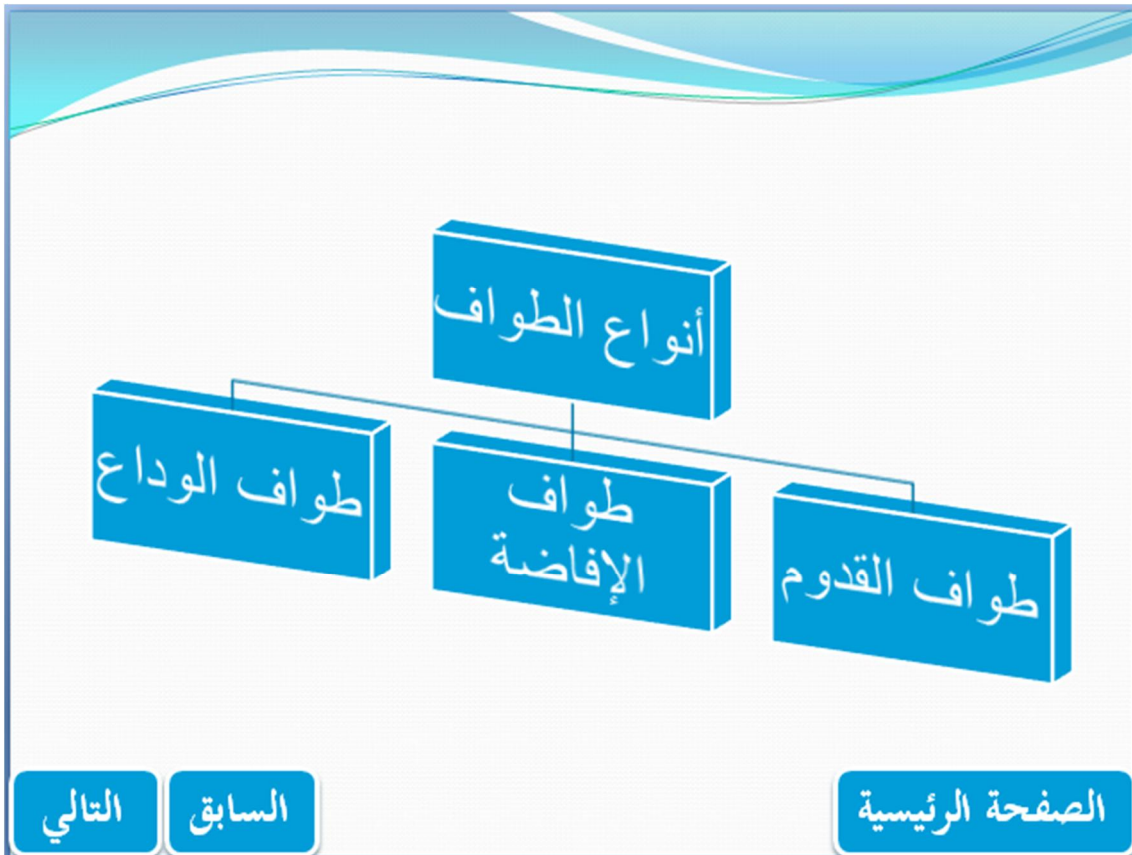 أنواع الطواف
طواف القدوم
طواف
الإفاضة
طواف الوداع
الصفحة الرئيسية
السابق
التالي